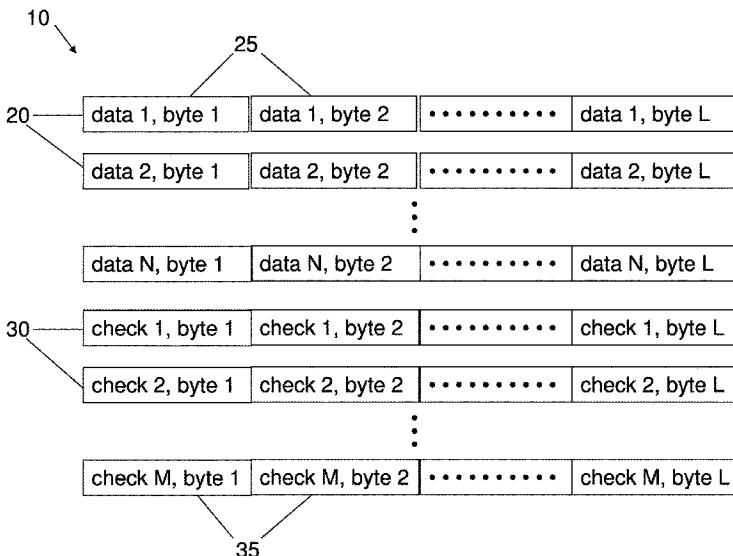 10
25
20
data 1, byte 1 data 1, byte 2 •••••••••• data 1, byte L
data 2, byte 1 data 2, byte 2 •••••••••• data 2, byte L
data N, byte 1 data N, byte 2 •••••••••• data N, byte L
30
check 1, byte 1 check 1, byte 2 •••••••••• check 1, byte L
check 2, byte 1 check 2, byte 2 •••••••••• check 2, byte L
check M, byte 1 check M, byte 2 •••••••••• check M, byte L
35